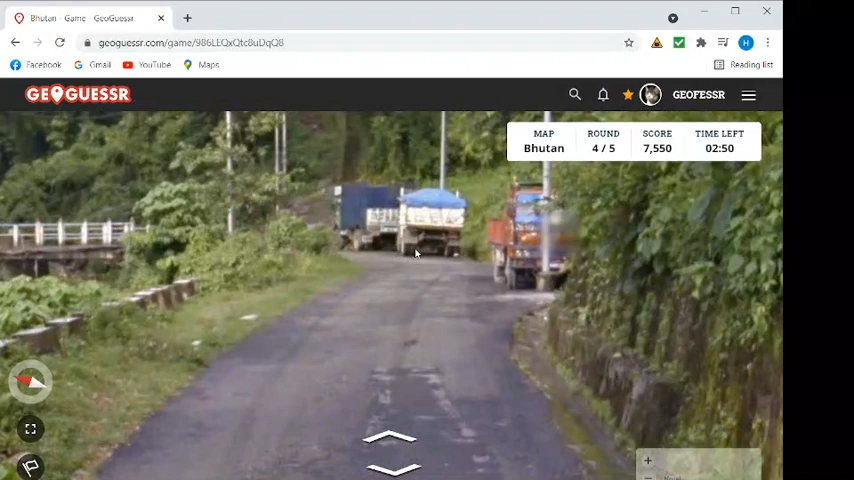 Bhutan - Game - GeoGuessr
geoguessr.com/game/986LEQxQtc8uDqQ8
Facebook
Gmail
YouTube
Maps
Reading list
H
GEOGUESSR
GEOFESSR
MAP
ROUND
SCORE
TIME LEFT
Bhutan
4 / 5
7,550
02:50